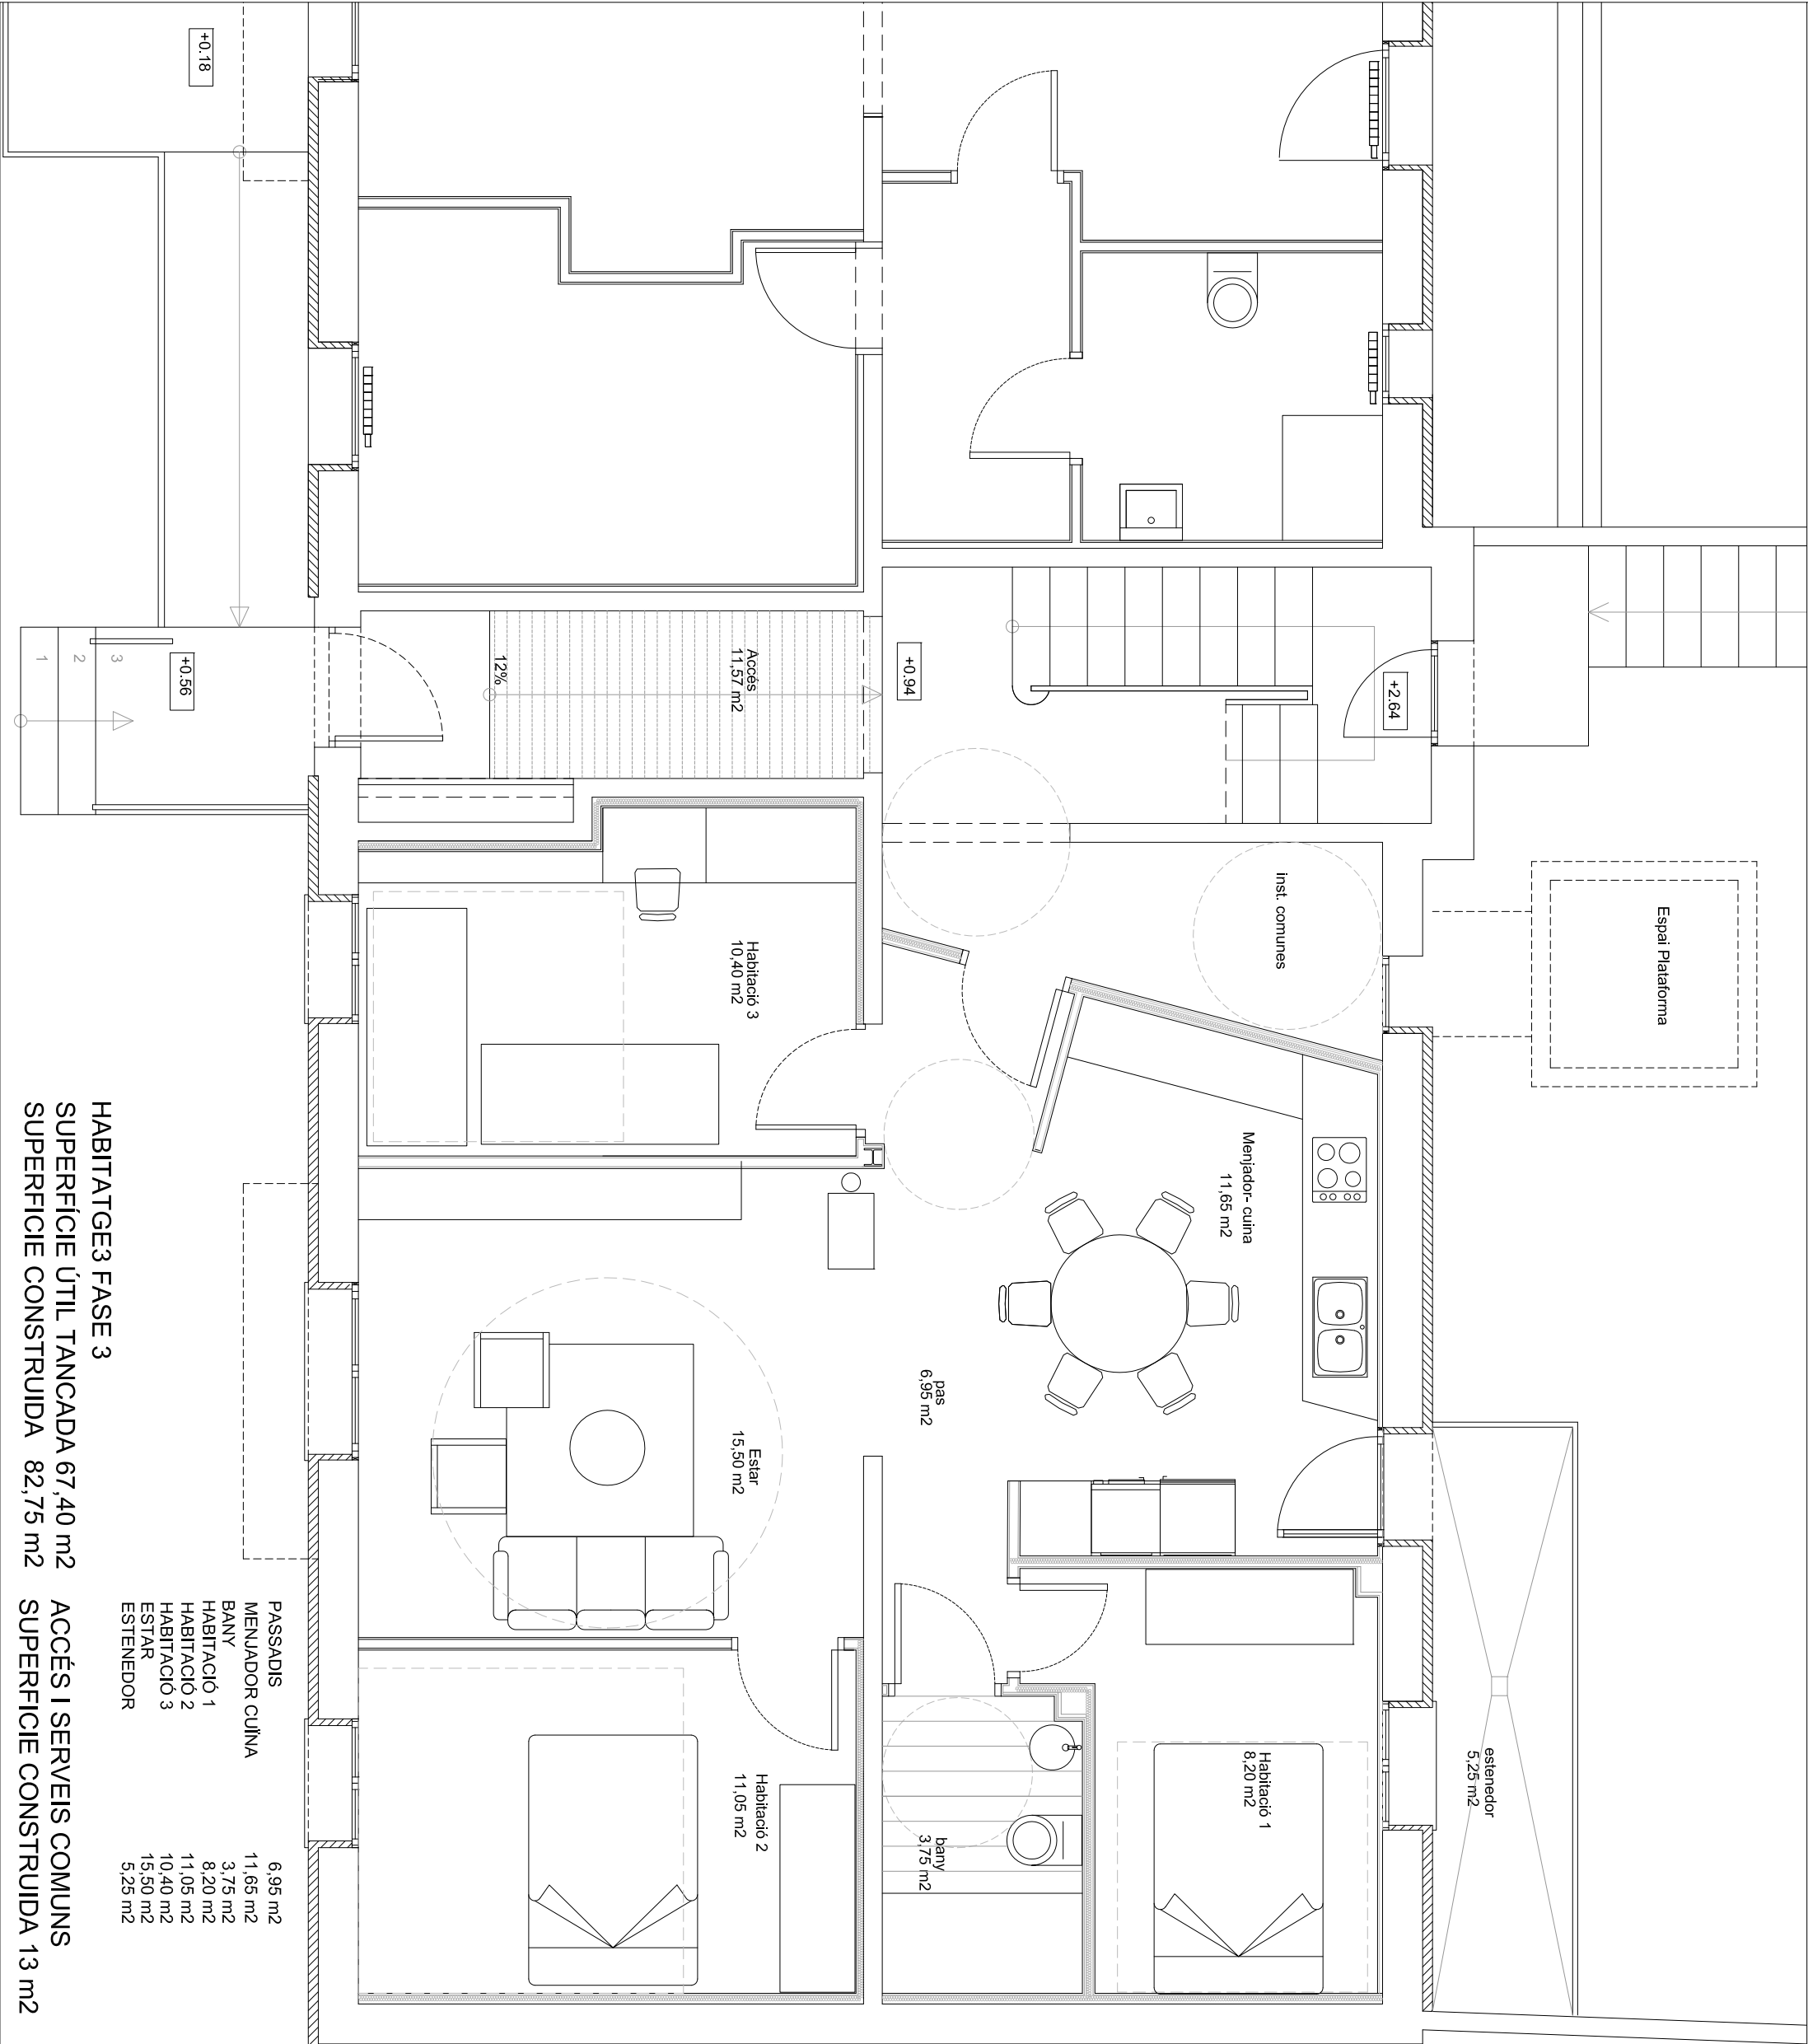 Espai Plataforma
inst. comunes
+2.64
+0.94
Accés
11,57 m2
12%
+0.56
+0.18
1
2
3
Habitació 3
10,40 m2
Menjador- cuina
11,65 m2
pas
6,95 m2
Estar
15,50 m2
estenedor
5,25 m2
Habitació 1
8,20 m2
bany
3,75 m2
Habitació 2
11,05 m2
PASSADIS 6,95 m2
MENJADOR CUÏNA 11,65 m2
BANY 3,75 m2
HABITACIÓ 1 8,20 m2
HABITACIÓ 2 11,05 m2
HABITACIÓ 3 10,40 m2
ESTAR 15,50 m2
ESTENEDOR 5,25 m2
HABITATGE3 FASE 3
SUPERFÍCIE ÚTIL TANCADA 67,40 m2
SUPERFICIE CONSTRUIDA 82,75 m2
ACCÉS I SERVEIS COMUNS
SUPERFICIE CONSTRUIDA 13 m2